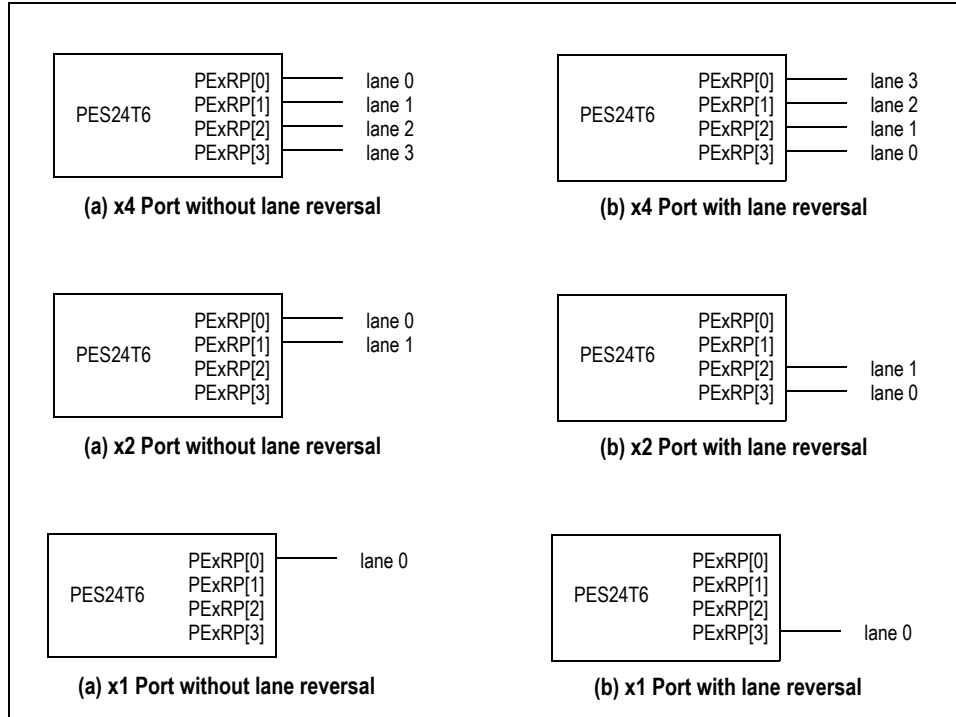 PES24T6
PExRP[0] lane 0
PExRP[1] lane 1
PExRP[2] lane 2
PExRP[3] lane 3
(a) x4 Port without lane reversal
PES24T6
PExRP[0] lane 3
PExRP[1] lane 2
PExRP[2] lane 1
PExRP[3] lane 0
(b) x4 Port with lane reversal
PES24T6
PExRP[0] lane 0
PExRP[1] lane 1
PExRP[2]
PExRP[3]
(a) x2 Port without lane reversal
PES24T6
PExRP[0]
PExRP[1]
PExRP[2] lane 1
PExRP[3] lane 0
(b) x2 Port with lane reversal
PES24T6
PExRP[0] lane 0
PExRP[1]
PExRP[2]
PExRP[3]
(a) x1 Port without lane reversal
PES24T6
PExRP[0]
PExRP[1]
PExRP[2]
PExRP[3] lane 0
(b) x1 Port with lane reversal